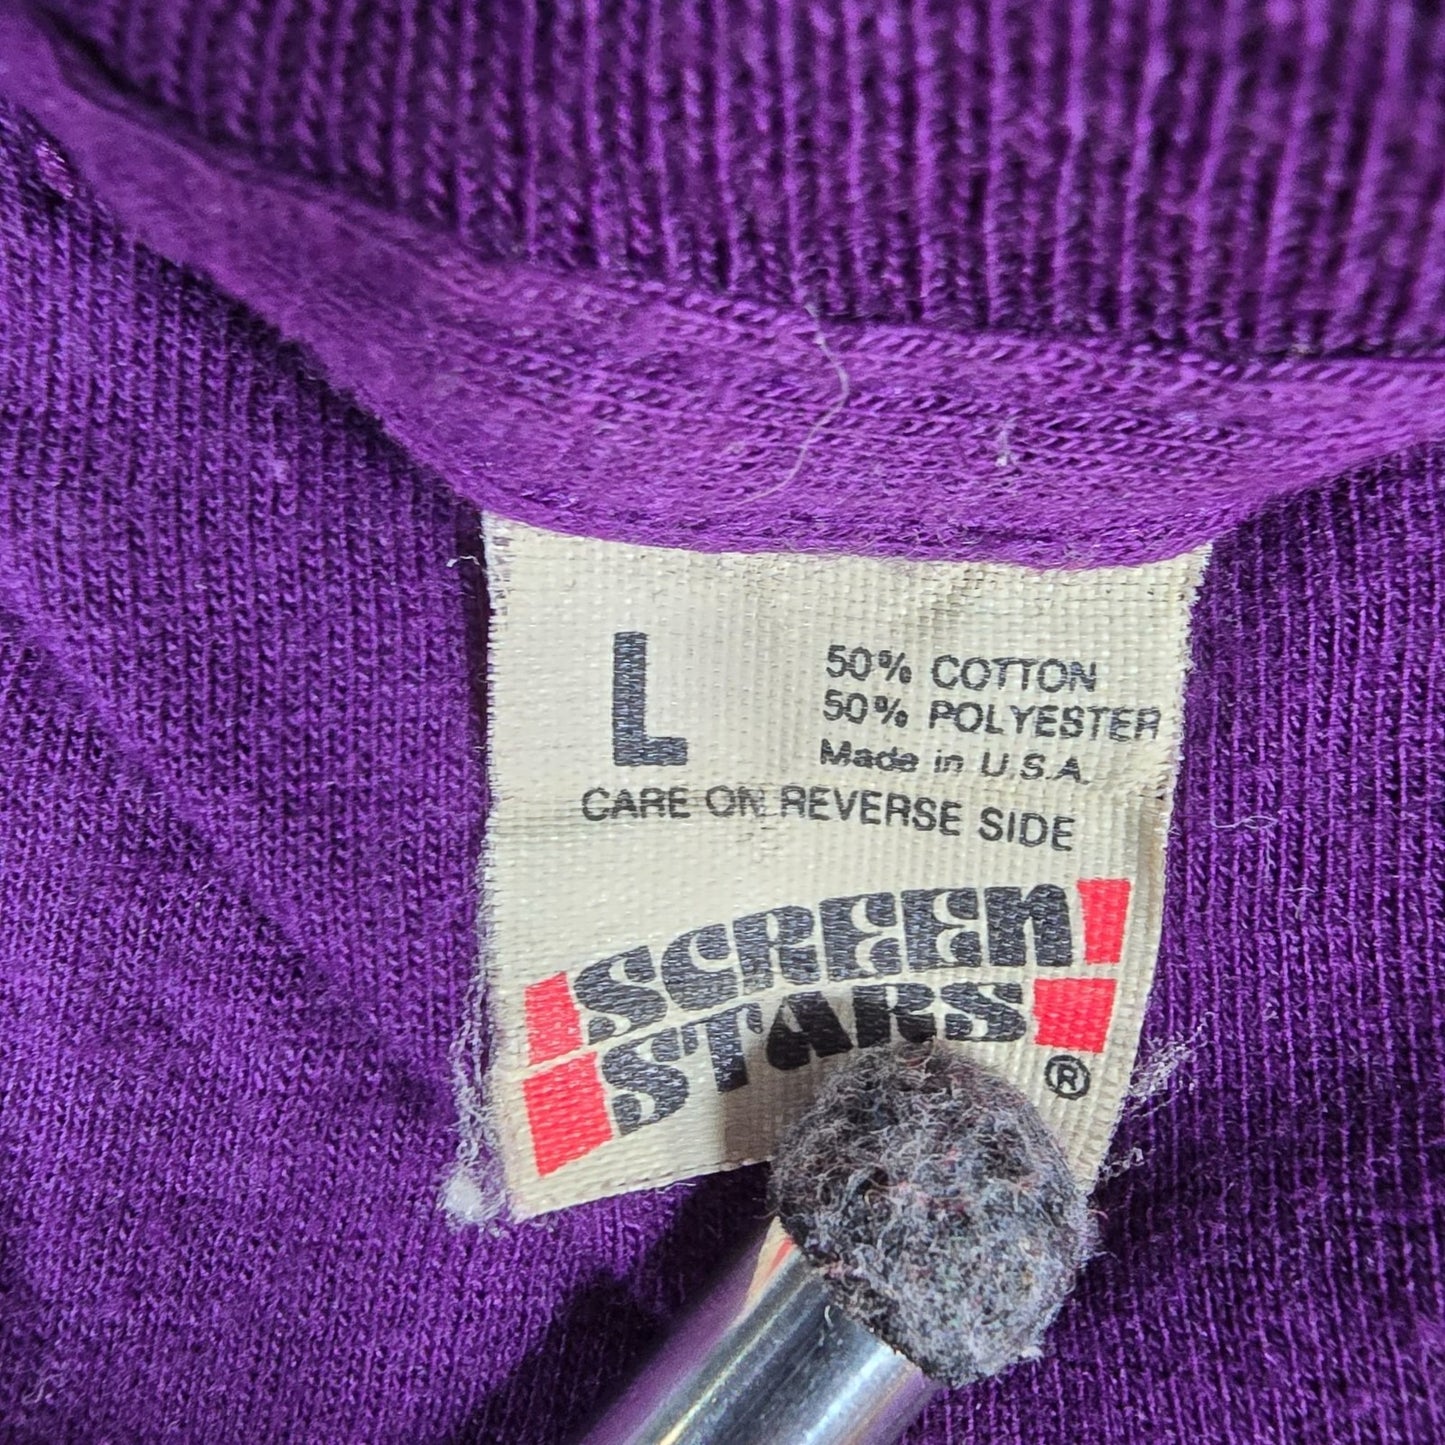 L
50% COTTON
50% POLYESTER
Made in U.S.A.
CARE ON REVERSE SIDE
SCREEN
STARS
®